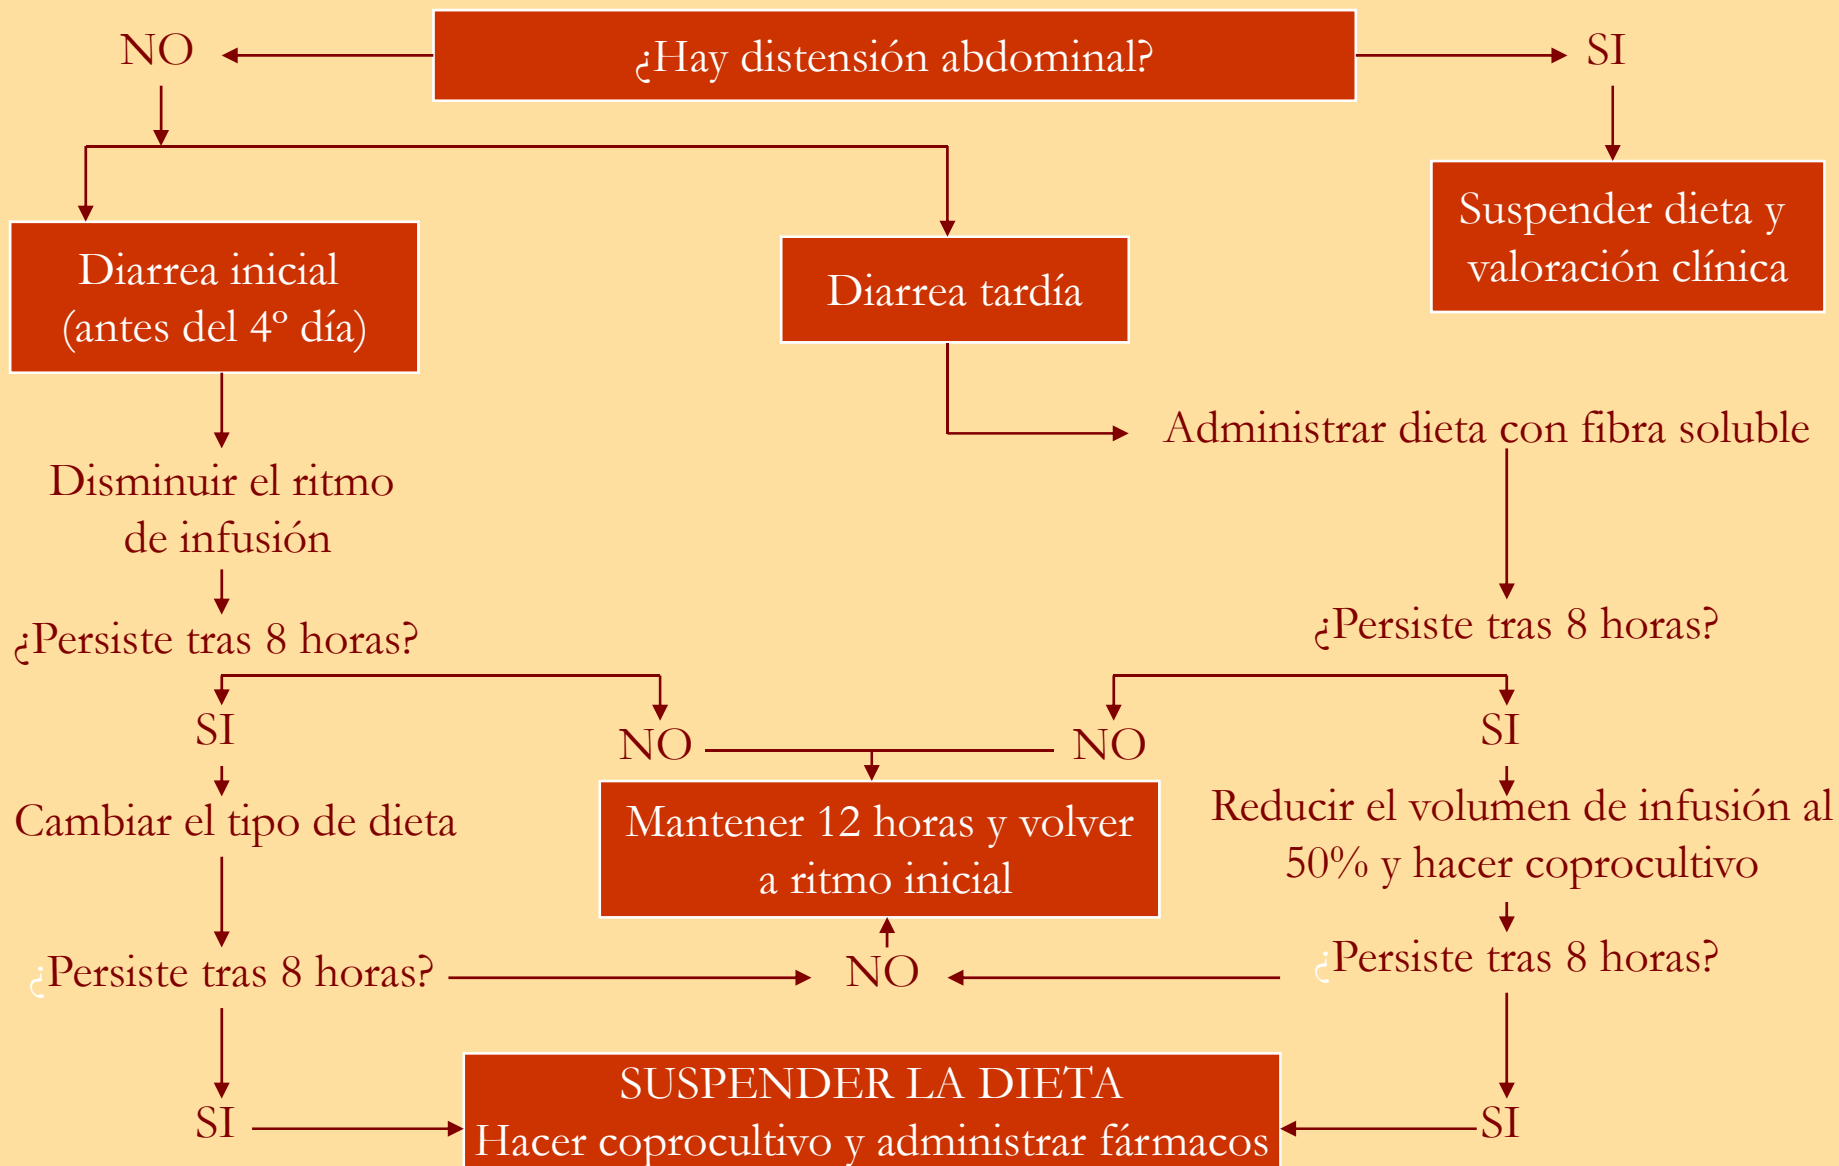 NO
¿Hay distensión abdominal?
SI
Diarrea inicial
(antes del 4º día)
Diarrea tardía
Suspender dieta y
valoración clínica
Disminuir el ritmo
de infusión
Administrar dieta con fibra soluble
¿Persiste tras 8 horas?
¿Persiste tras 8 horas?
SI
NO
NO
SI
Cambiar el tipo de dieta
Mantener 12 horas y volver
a ritmo inicial
Reducir el volumen de infusión al
50% y hacer coprocultivo
¿Persiste tras 8 horas?
NO
¿Persiste tras 8 horas?
SI
SUSPENDER LA DIETA
Hacer coprocultivo y administrar fármacos
SI